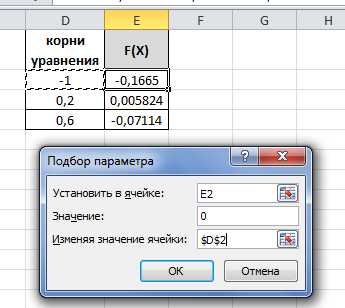 D E F G H
корни уравнения F(X)
-1 -0,1665
0,2 0,005824
0,6 -0,07114
Подбор параметра ?
Установить в ячейке: E2
Значение: 0
Изменяя значение ячейки: $D$2
ОК Отмена